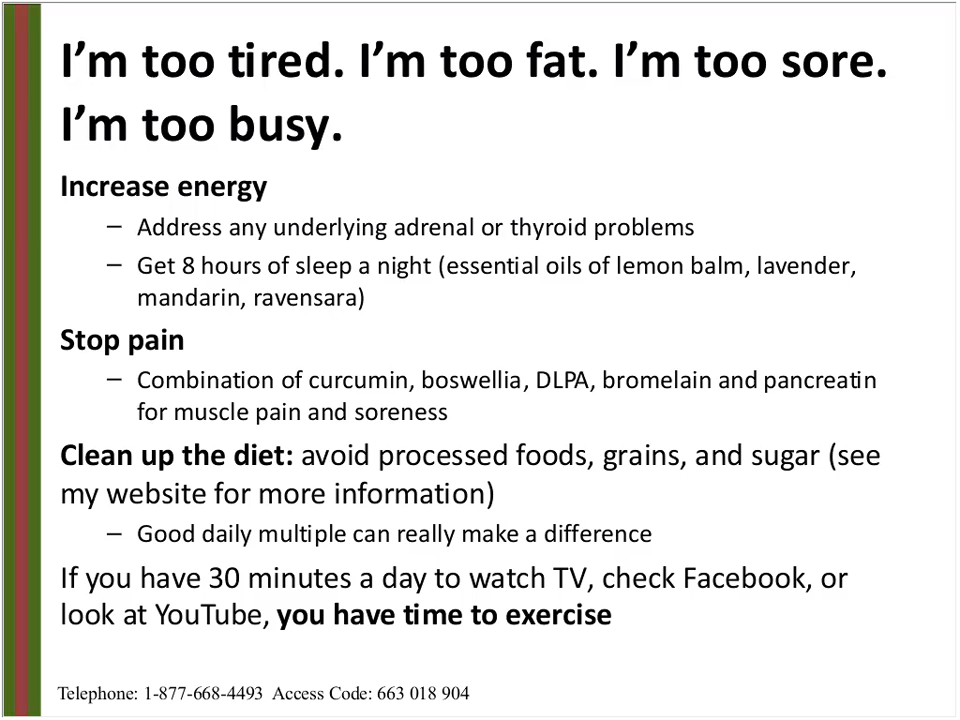 I’m too tired. I’m too fat. I’m too sore.
I’m too busy.
Increase energy
– Address any underlying adrenal or thyroid problems
– Get 8 hours of sleep a night (essential oils of lemon balm, lavender,
mandarin, ravensara)
Stop pain
– Combination of curcumin, boswellia, DLPA, bromelain and pancreatin
for muscle pain and soreness
Clean up the diet: avoid processed foods, grains, and sugar (see
my website for more information)
– Good daily multiple can really make a difference
If you have 30 minutes a day to watch TV, check Facebook, or
look at YouTube, you have time to exercise
Telephone: 1-877-668-4493 Access Code: 663 018 904